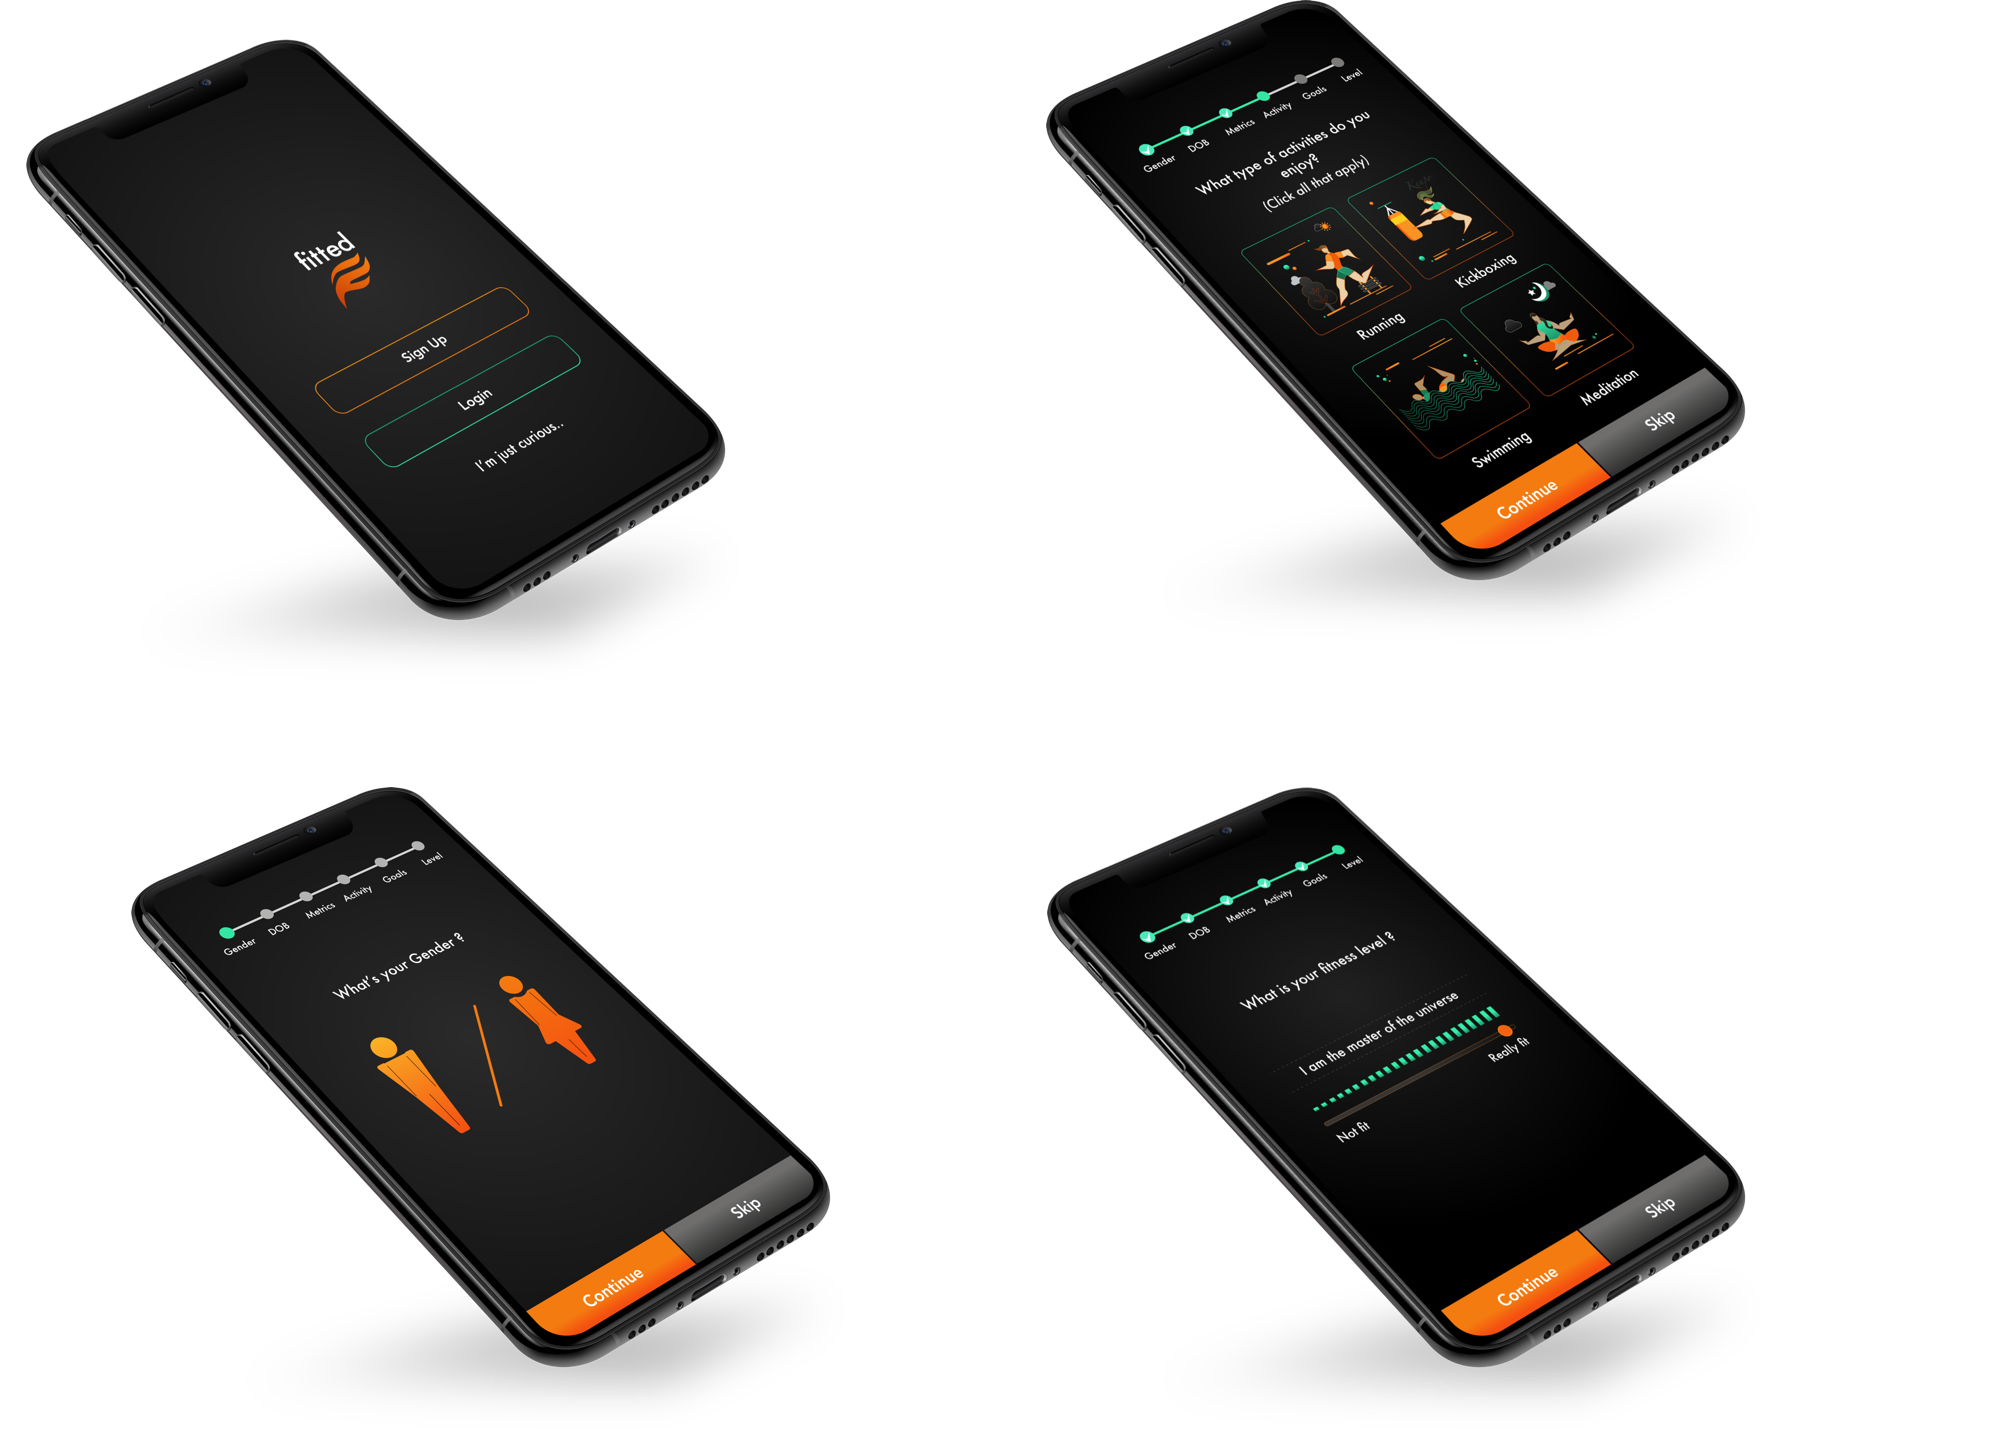 fitted
Sign Up
Login
I'm just curious..
Gender DOB Metrics Activity Goals Level
What type of activities do you
enjoy?
(Click all that apply)
Running
Kickboxing
Swimming
Meditation
Continue
Skip
Gender DOB Metrics Activity Goals Level
What's your Gender ?
Continue
Skip
Gender DOB Metrics Activity Goals Level
What is your fitness level ?
I am the master of the universe
Really fit
Not fit
Continue
Skip